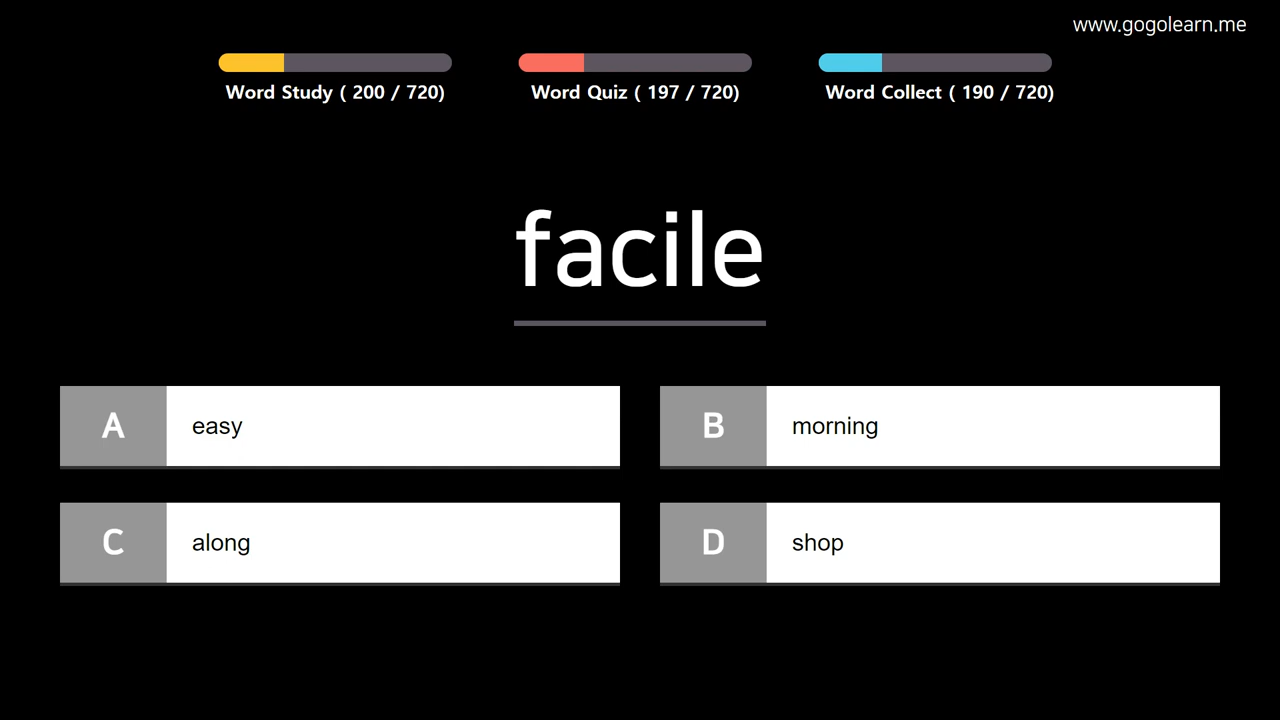 www.gogolearn.me
Word Study ( 200 / 720)
Word Quiz ( 197 / 720)
Word Collect ( 190 / 720)
facile
A
easy
B
morning
C
along
D
shop